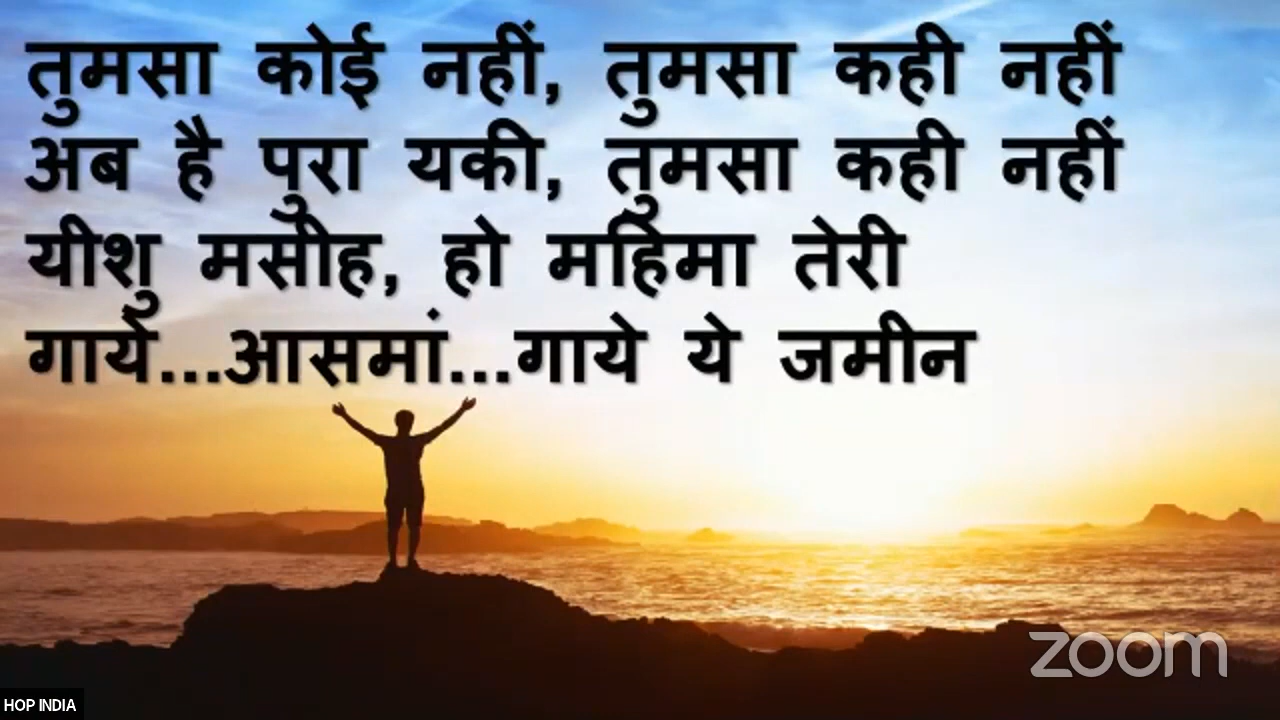 तुमसा कोई नहीं, तुमसा कही नहीं
अब है पुरा यकी, तुमसा कही नहीं
यीशु मसीह, हो महिमा तेरी
गाये...आसमां...गाये ये जमीन
zoom
HOP INDIA